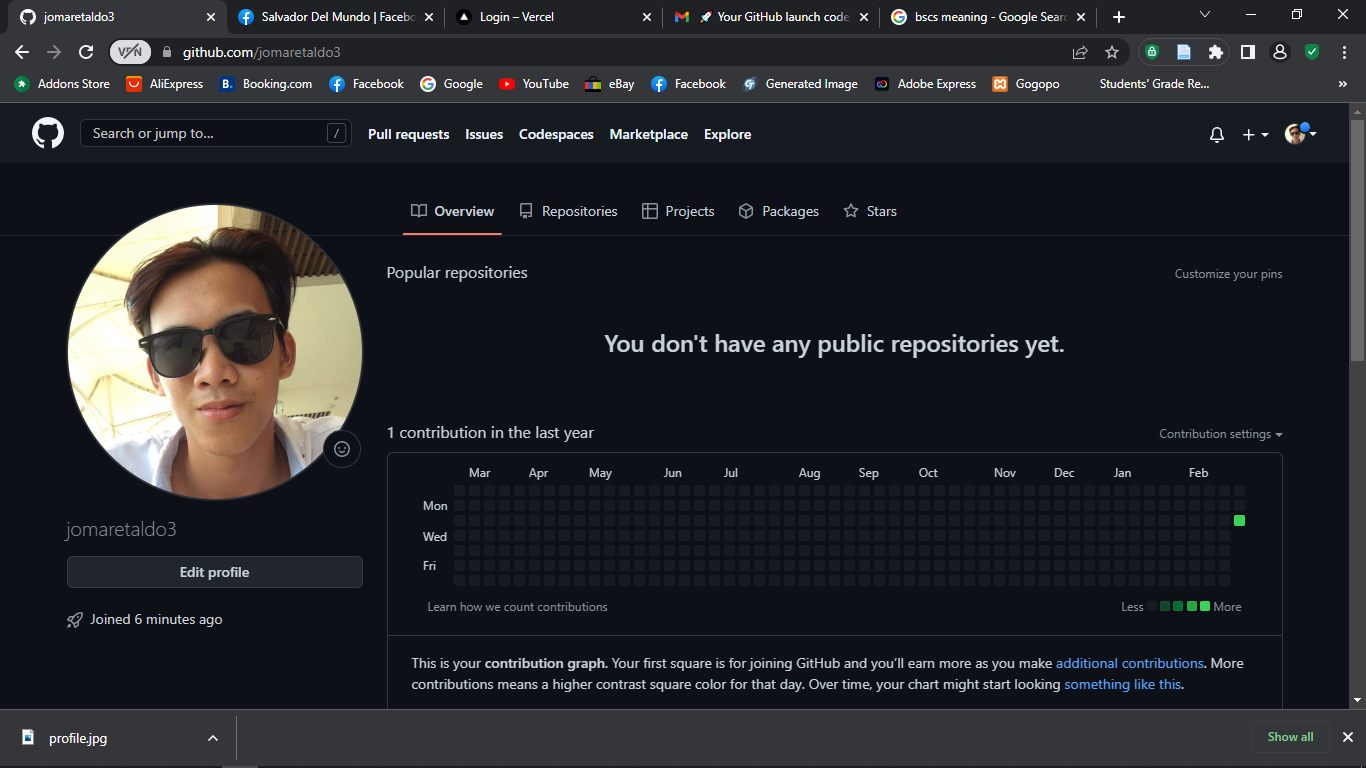 jomaretaldo3
Salvador Del Mundo | Facebo
Login – Vercel
🚀 Your GitHub launch code
bscs meaning - Google Searc
VPN
github.com/jomaretaldo3
Addons Store
AliExpress
B.
Booking.com
Facebook
Google
YouTube
eBay
Facebook
Generated Image
Adobe Express
Gogopo
Students' Grade Re...
»
Search or jump to...
/
Pull requests
Issues
Codespaces
Marketplace
Explore
Overview
Repositories
Projects
Packages
Stars
Popular repositories
Customize your pins
You don't have any public repositories yet.
1 contribution in the last year
Contribution settings
Mar Apr May Jun Jul Aug Sep Oct Nov Dec Jan Feb
Mon
Wed
Fri
Learn how we count contributions
Less
More
jomaretaldo3
Edit profile
Joined 6 minutes ago
This is your contribution graph. Your first square is for joining GitHub and you'll earn more as you make additional contributions. More
contributions means a higher contrast square color for that day. Over time, your chart might start looking something like this.
profile.jpg
Show all